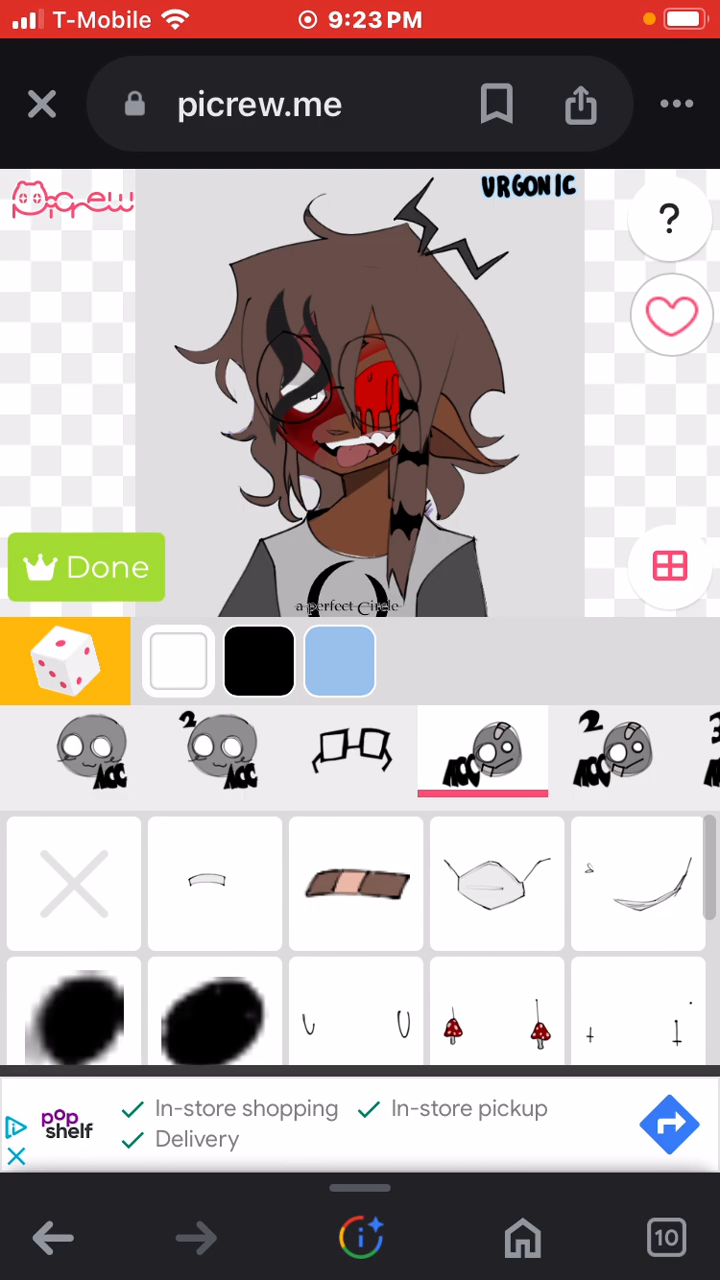 T-Mobile 9:23 PM
picrew.me
Picrew
URGONIC
?
Done
a perfect Circle
2
ACC
ACC
ACC
2
ACC
3
pop
shelf
In-store shopping
In-store pickup
Delivery
10